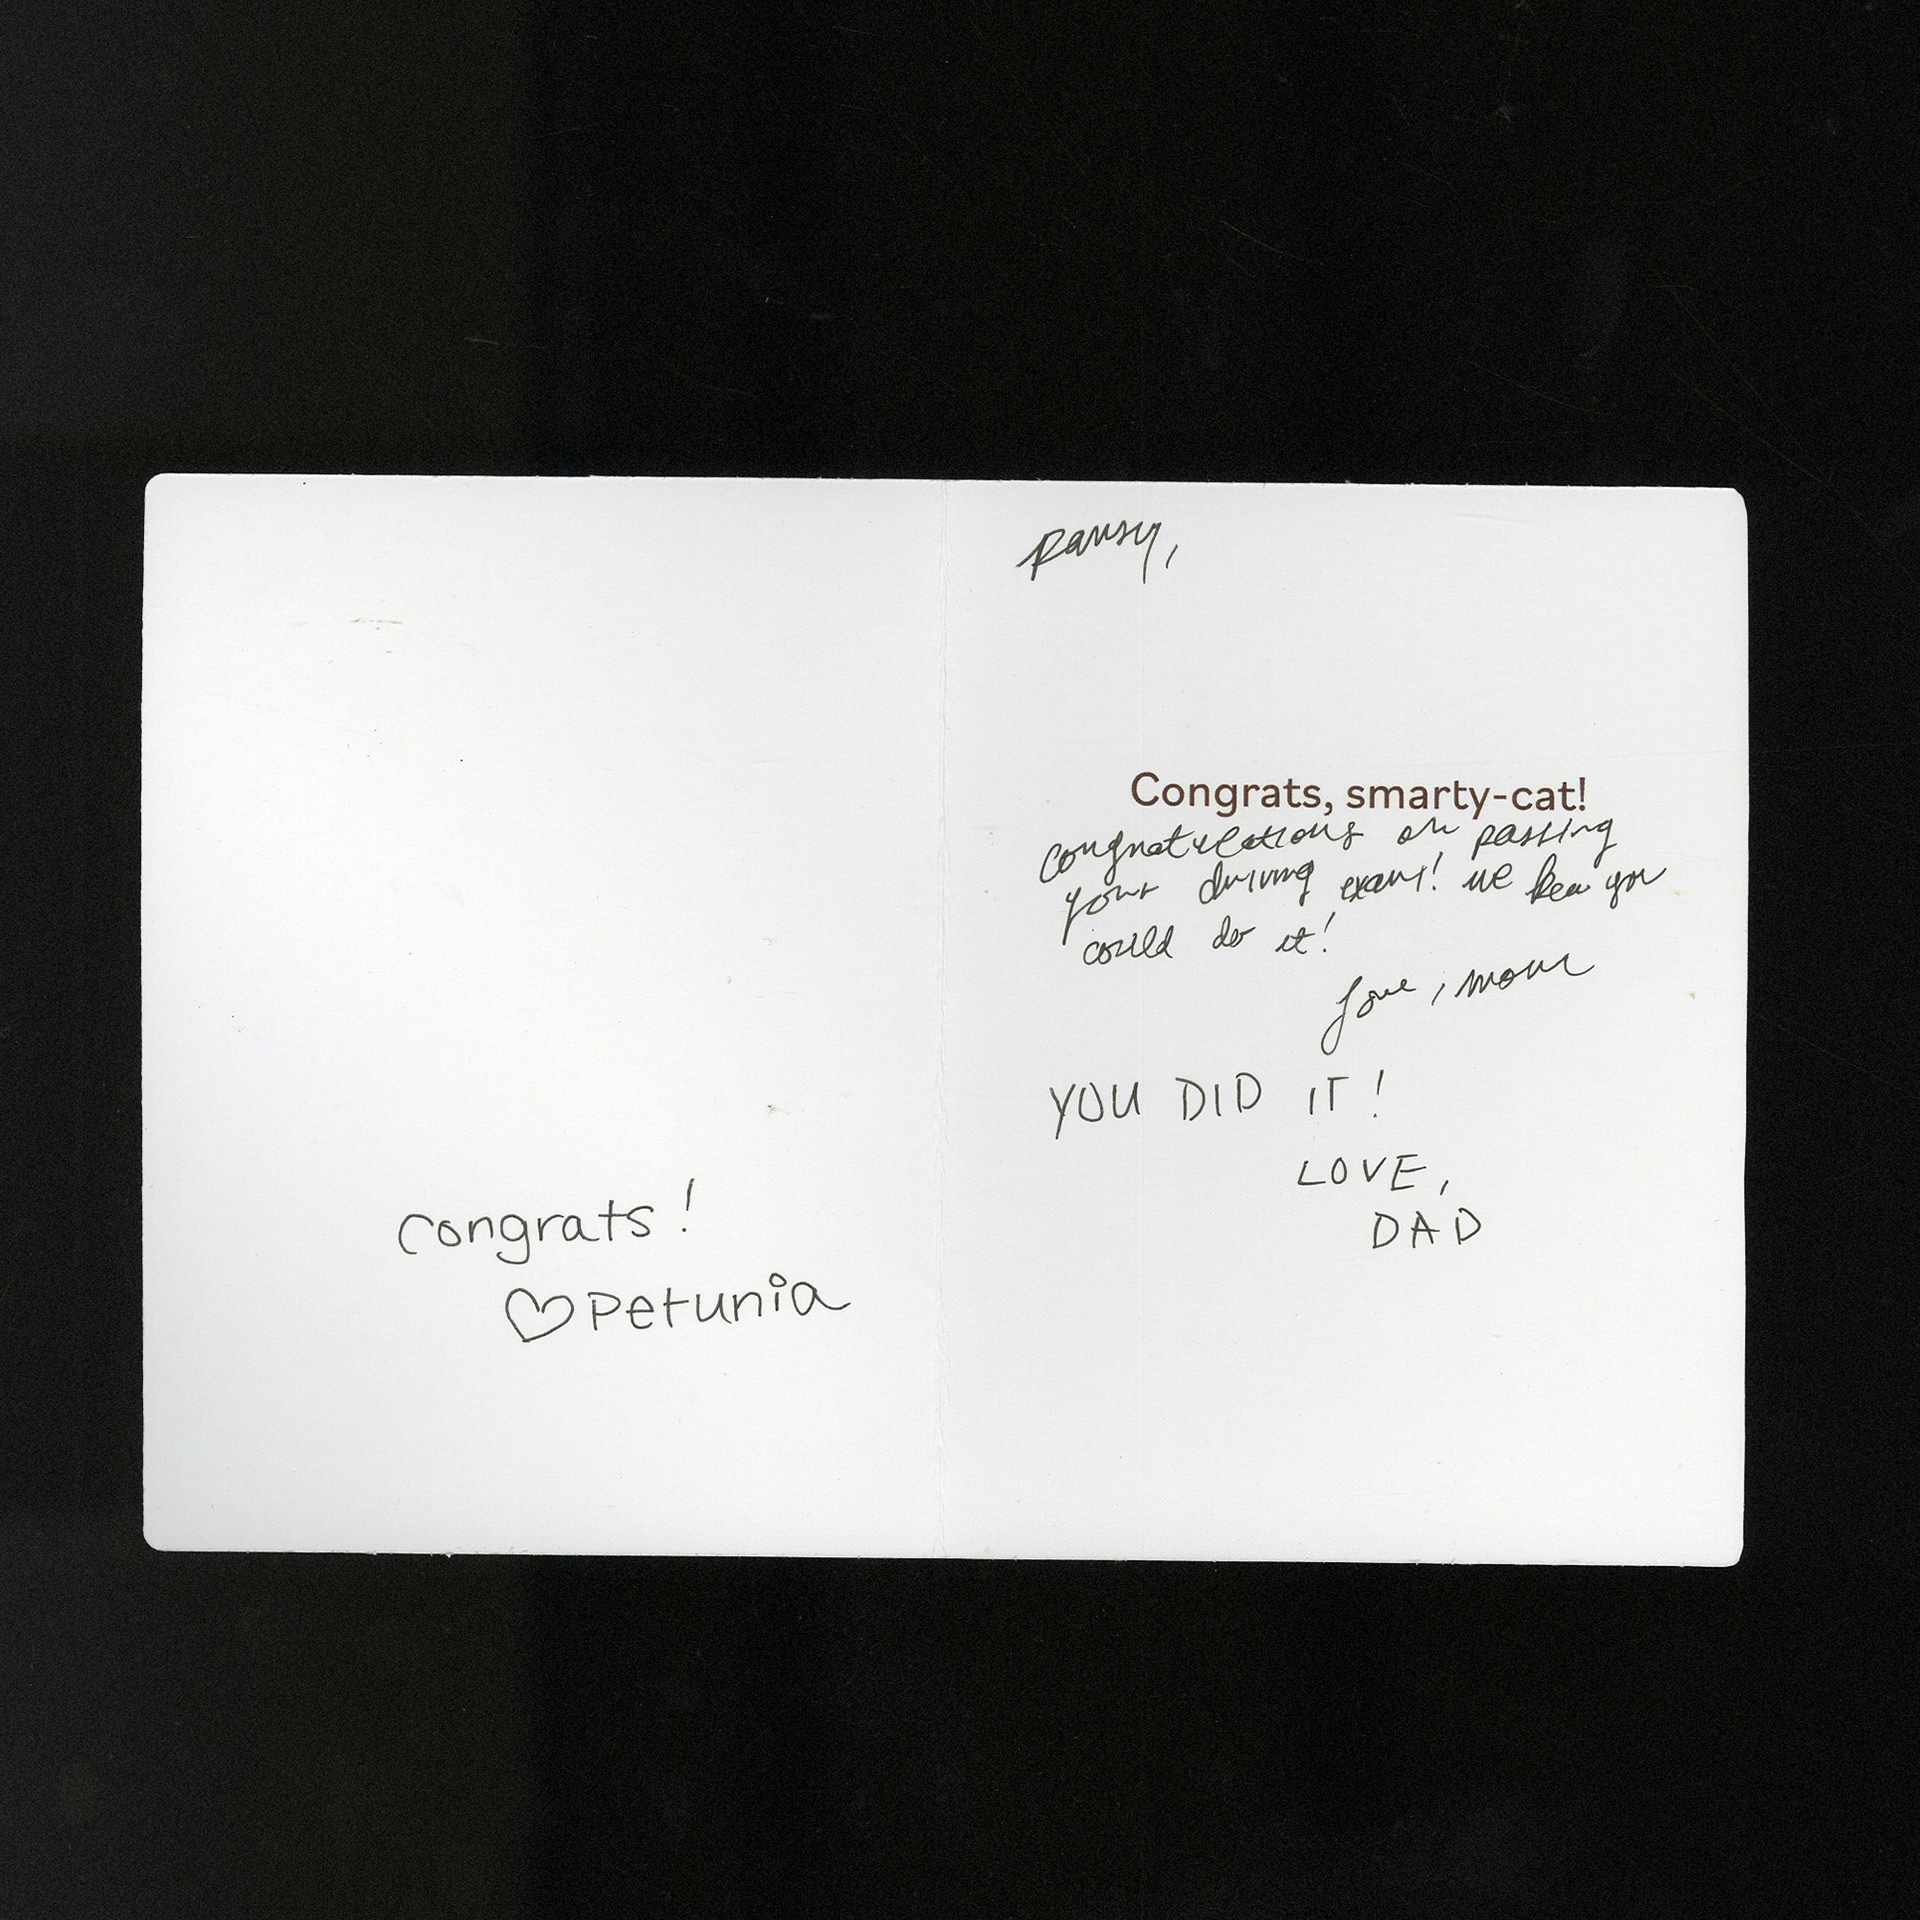 congrats!
♡ Petunia
Ramsy,
Congrats, smarty-cat!
congratulations on passing
your driving exam! we knew you
could do it!
love, mom
YOU DID IT!
LOVE,
DAD